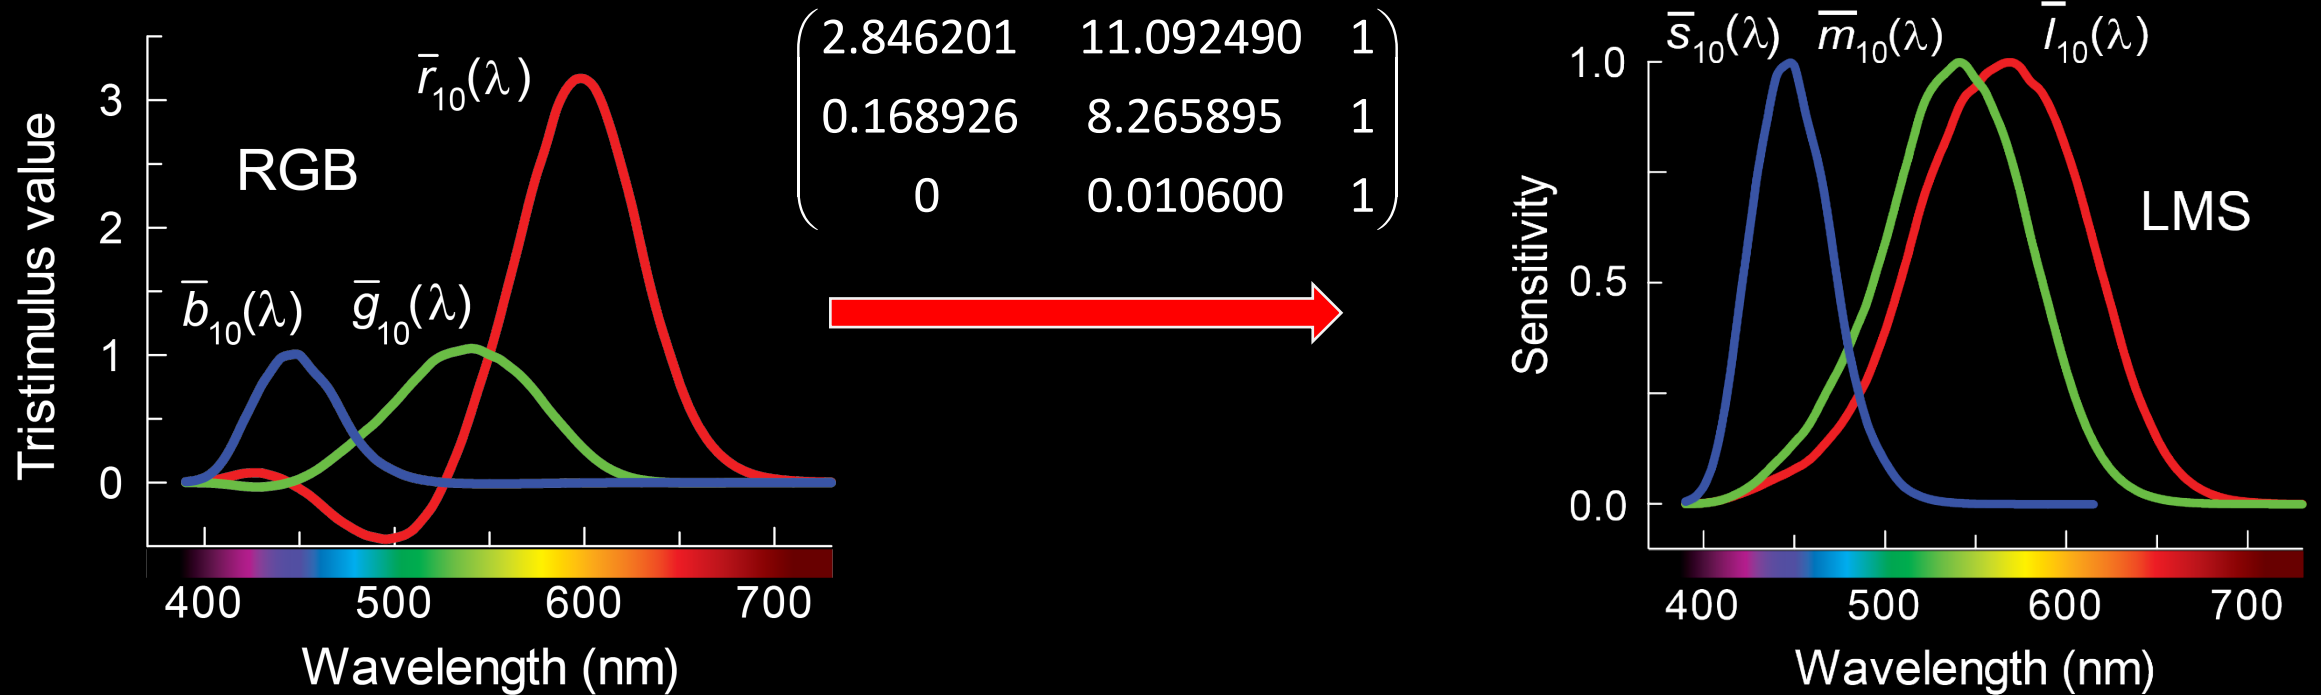 Tristimulus value
3
2
1
0
RGB
r̄10(λ)
b̄10(λ)
ḡ10(λ)
400 500 600 700
Wavelength (nm)
2.846201 11.092490 1
0.168926 8.265895 1
0 0.010600 1
s̄10(λ) m̄10(λ) l̄10(λ)
Sensitivity
1.0
0.5
0.0
LMS
400 500 600 700
Wavelength (nm)